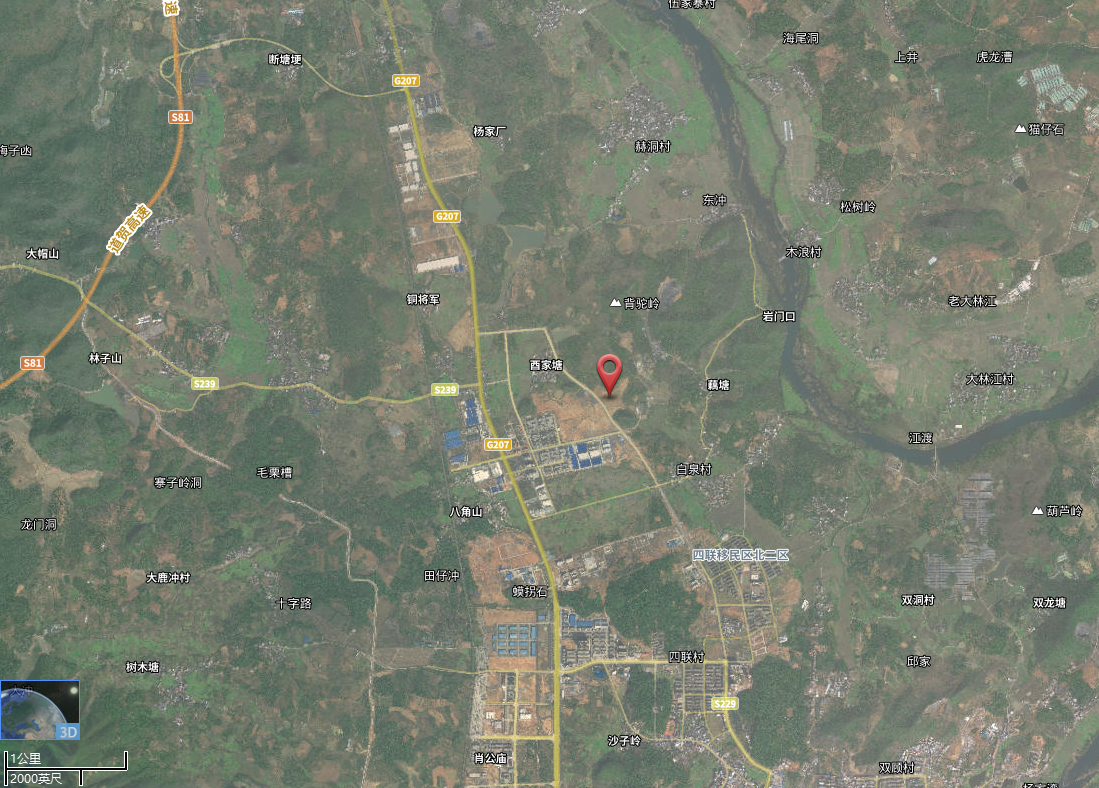 伍家寨村
速
海尾洞
上井
虎龙漕
断塘埂
G207
S81
杨家厂
猫仔石
赫洞村
梅子凼
东冲
松树岭
G207
道贺高速
大帽山
木浪村
铜将军
背驼岭
老大林江
岩门口
林子山
S81
酉家塘
S239
S239
藕塘
大林江村
G207
江渡
白泉村
毛栗槽
寨子岭洞
八角山
葫芦岭
龙门洞
四联移民区北二区
大鹿冲村
田仔冲
蟆拐石
十字路
双洞村
双龙塘
四联村
树木塘
邱家
3D
S229
沙子岭
1公里
肖公庙
双顾村
2000英尺